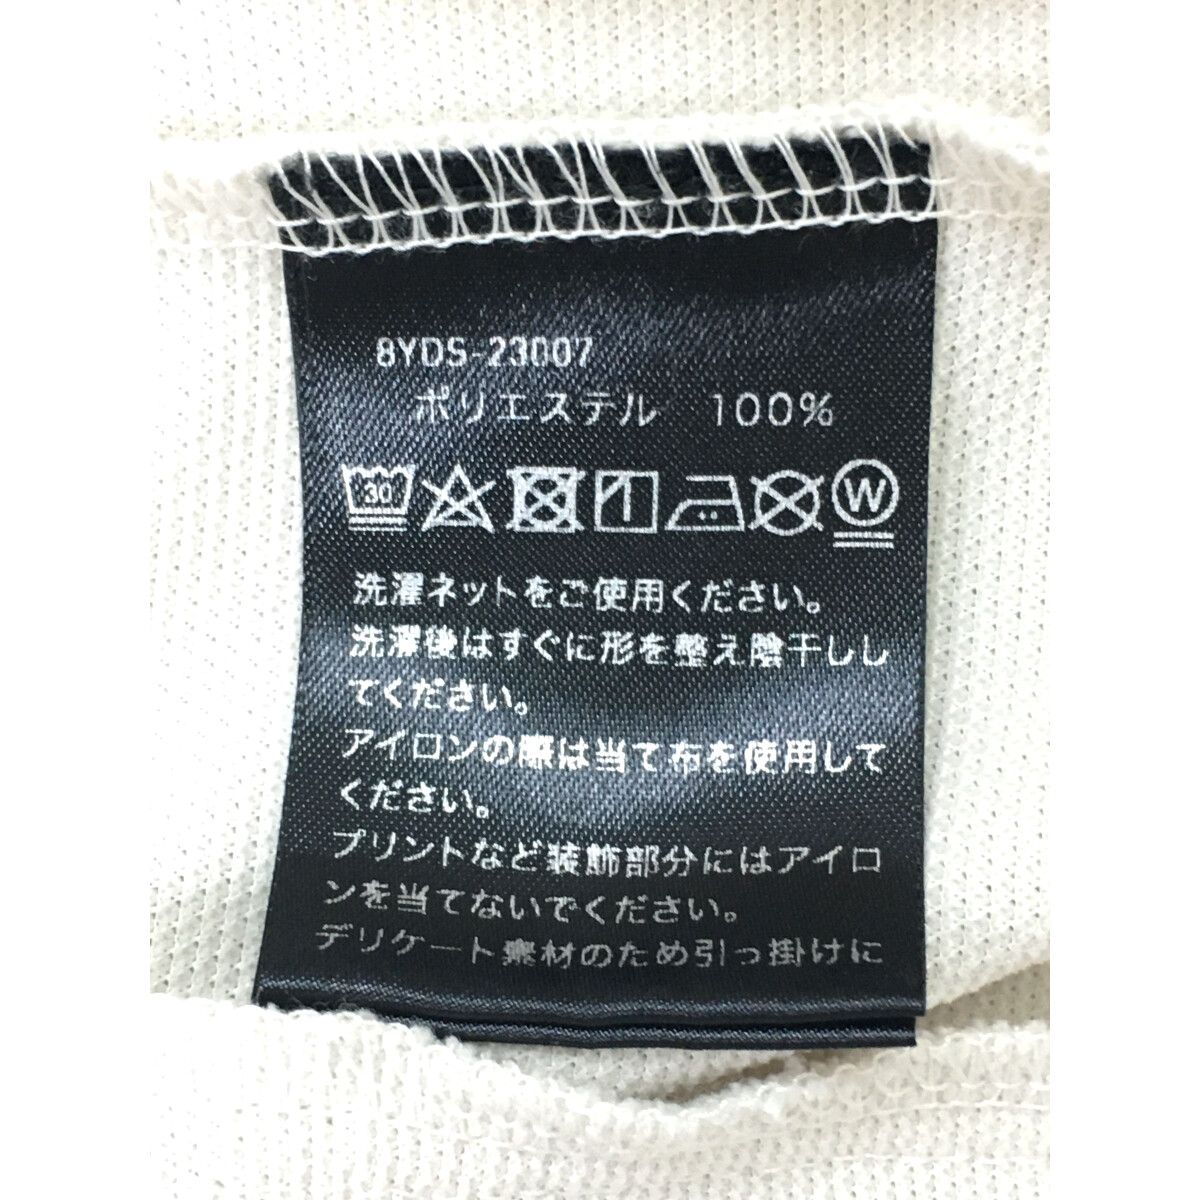 8YDS-23007
ポリエステル 100%
30 W
洗濯ネットをご使用ください。
洗濯後はすぐに形を整え陰干しし
てください。
アイロンの際は当て布を使用して
ください。
プリントなど装飾部分にはアイロ
ンを当てないでください。
デリケート素材のため引っ掛けに